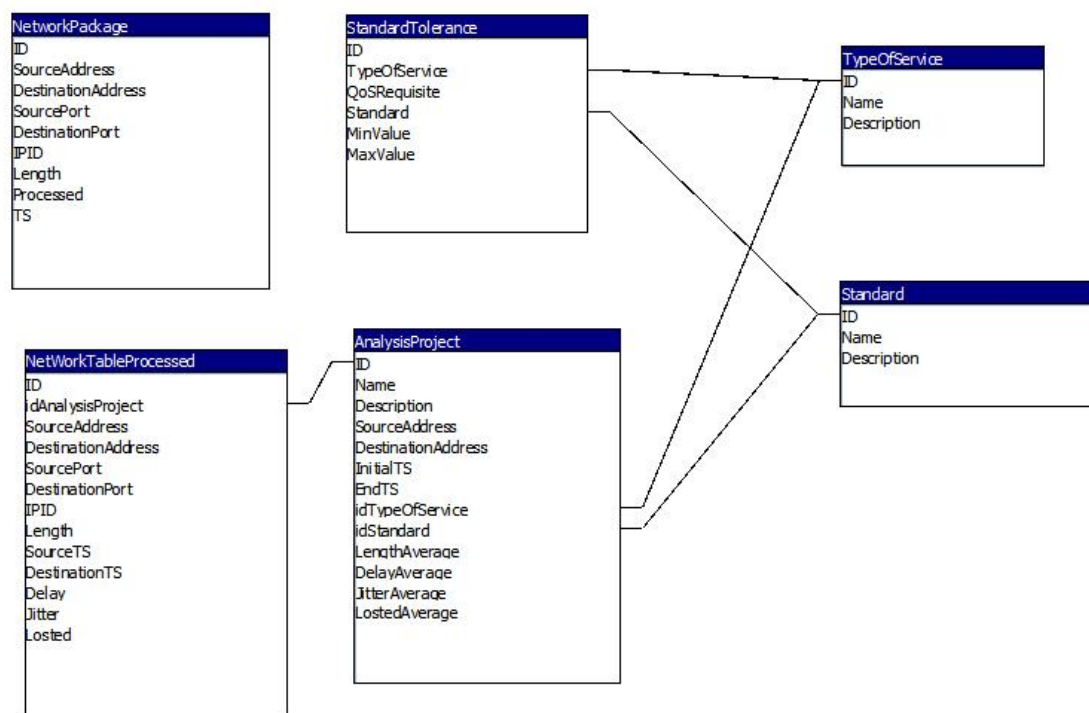 NetworkPackage
ID
SourceAddress
DestinationAddress
SourcePort
DestinationPort
IPID
Length
Processed
TS
StandardTolerance
ID
TypeOfService
QoSRequisite
Standard
MinValue
MaxValue
TypeOfService
ID
Name
Description
Standard
ID
Name
Description
NetWorkTableProcessed
ID
idAnalysisProject
SourceAddress
DestinationAddress
SourcePort
DestinationPort
IPID
Length
SourceTS
DestinationTS
Delay
Jitter
Losted
AnalysisProject
ID
Name
Description
SourceAddress
DestinationAddress
InitialTS
EndTS
idTypeOfService
idStandard
LengthAverage
DelayAverage
JitterAverage
LostedAverage